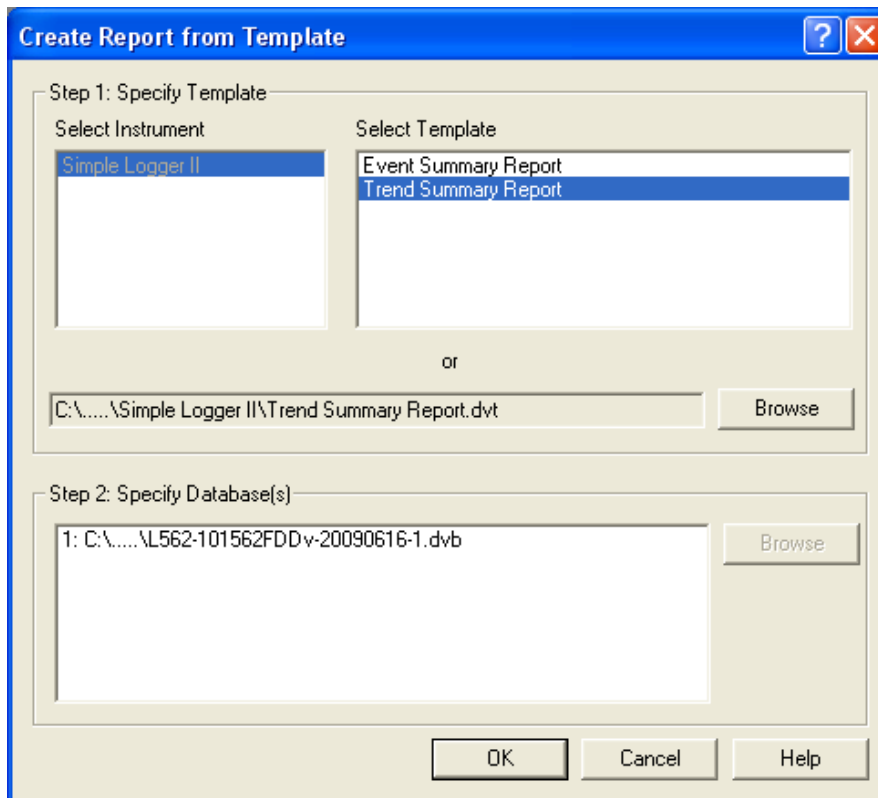 Create Report from Template
Step 1: Specify Template
Select Instrument
Select Template
Simple Logger II
Event Summary Report
Trend Summary Report
or
C:\.....\Simple Logger II\Trend Summary Report.dvt
Browse
Step 2: Specify Database(s)
1: C:\.....\L562-101562FDDv-20090616-1.dvb
Browse
OK
Cancel
Help